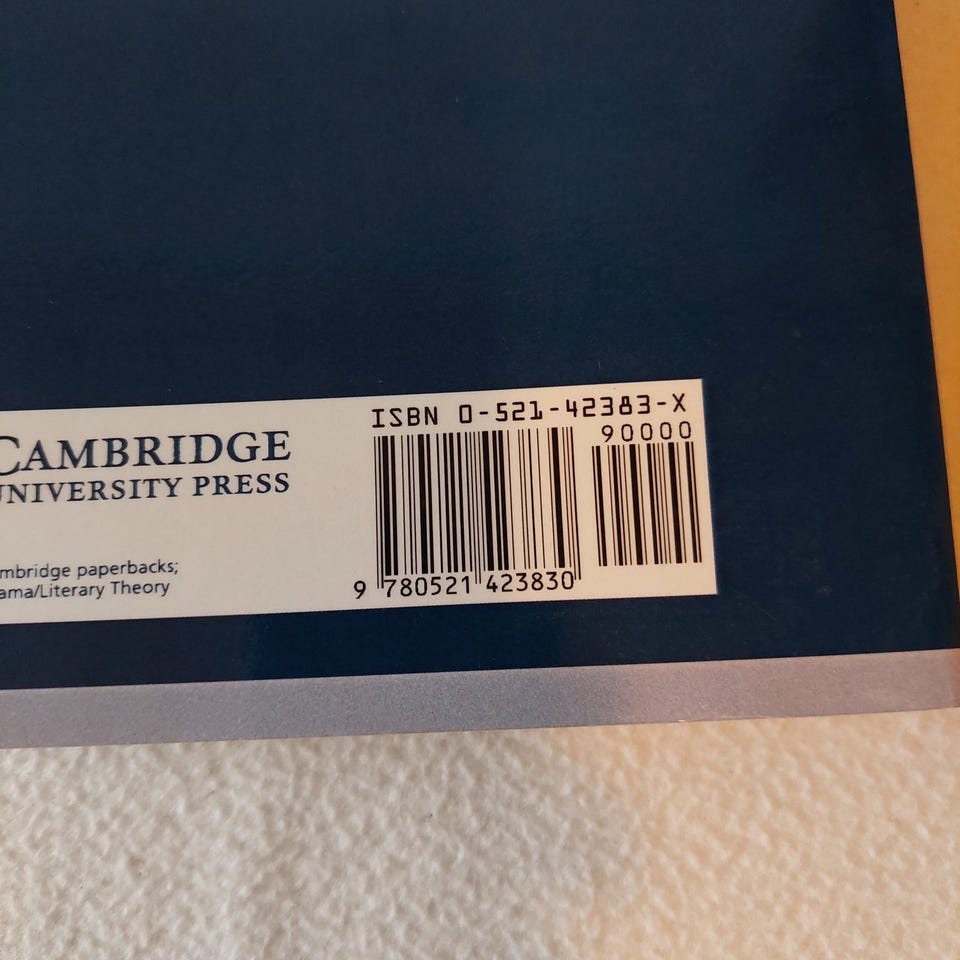 ISBN 0-521-42383-X
90000
CAMBRIDGE
UNIVERSITY PRESS
mbridge paperbacks;
ama/Literary Theory
9 780521 423830